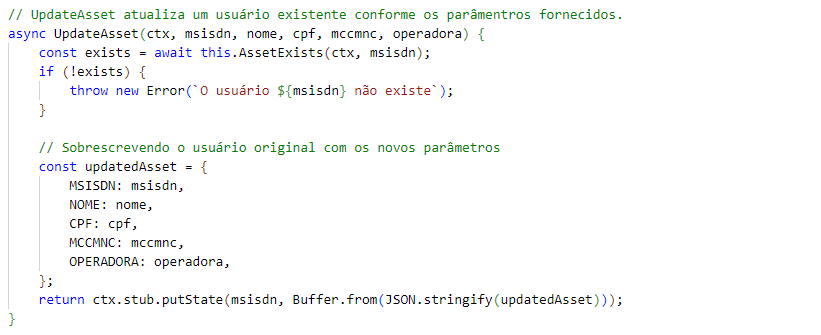 // UpdateAsset atualiza um usuário existente conforme os parâmentros fornecidos.
async UpdateAsset(ctx, msisdn, nome, cpf, mccmnc, operadora) {
    const exists = await this.AssetExists(ctx, msisdn);
    if (!exists) {
        throw new Error(`O usuário ${msisdn} não existe`);
    }

    // Sobrescrevendo o usuário original com os novos parâmetros
    const updatedAsset = {
        MSISDN: msisdn,
        NOME: nome,
        CPF: cpf,
        MCCMNC: mccmnc,
        OPERADORA: operadora,
    };
    return ctx.stub.putState(msisdn, Buffer.from(JSON.stringify(updatedAsset)));
}